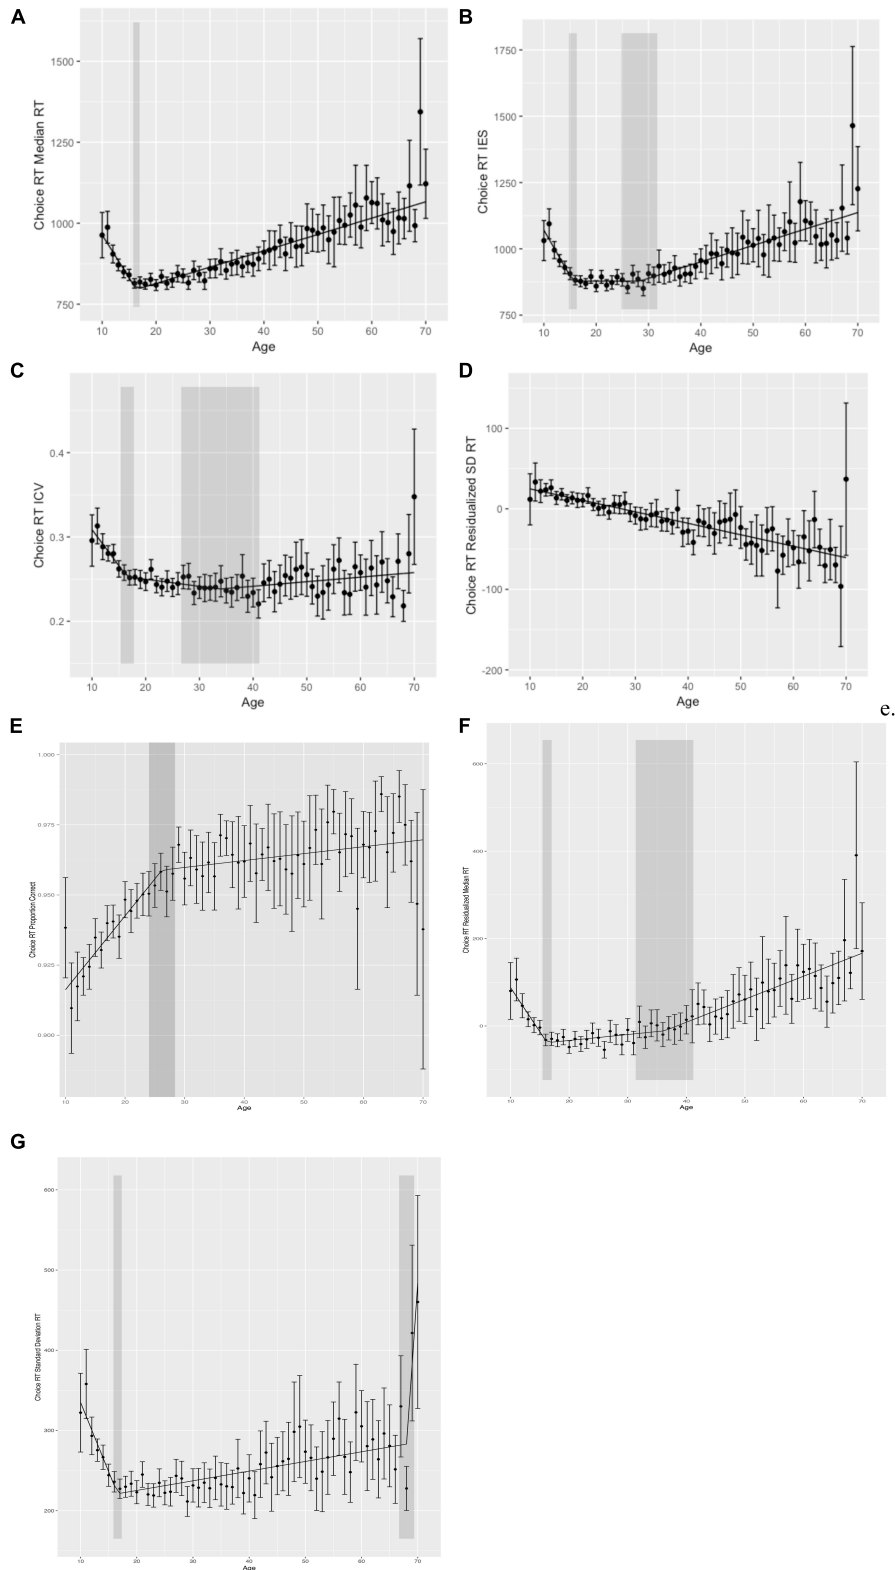 A
Choice RT Median RT
1500
1250
1000
750
10 20 30 40 50 60 70
Age
B
Choice RT IES
1750
1500
1250
1000
750
10 20 30 40 50 60 70
Age
C
Choice RT ICV
0.4
0.3
0.2
10 20 30 40 50 60 70
Age
D
Choice RT Residualized SD RT
100
0
-100
-200
10 20 30 40 50 60 70
Age
e.
E
Choice RT Proportion Correct
1.000
0.975
0.950
0.925
0.900
10 20 30 40 50 60 70
Age
F
Choice RT Residualized Median RT
600
400
200
0
10 20 30 40 50 60 70
Age
G
Choice RT Standard Deviation RT
600
500
400
300
200
10 20 30 40 50 60 70
Age